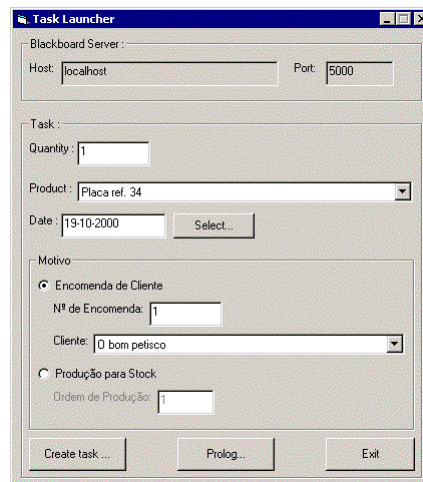 Task Launcher
Blackboard Server :
Host: localhost Port: 5000
Task :
Quantity : 1
Product : Placa ref. 34
Date : 19-10-2000 Select...
Motivo
Encomenda de Cliente
Nº de Encomenda: 1
Cliente: O bom petisco
Produção para Stock
Ordem de Produção: 1
Create task ... Prolog... Exit